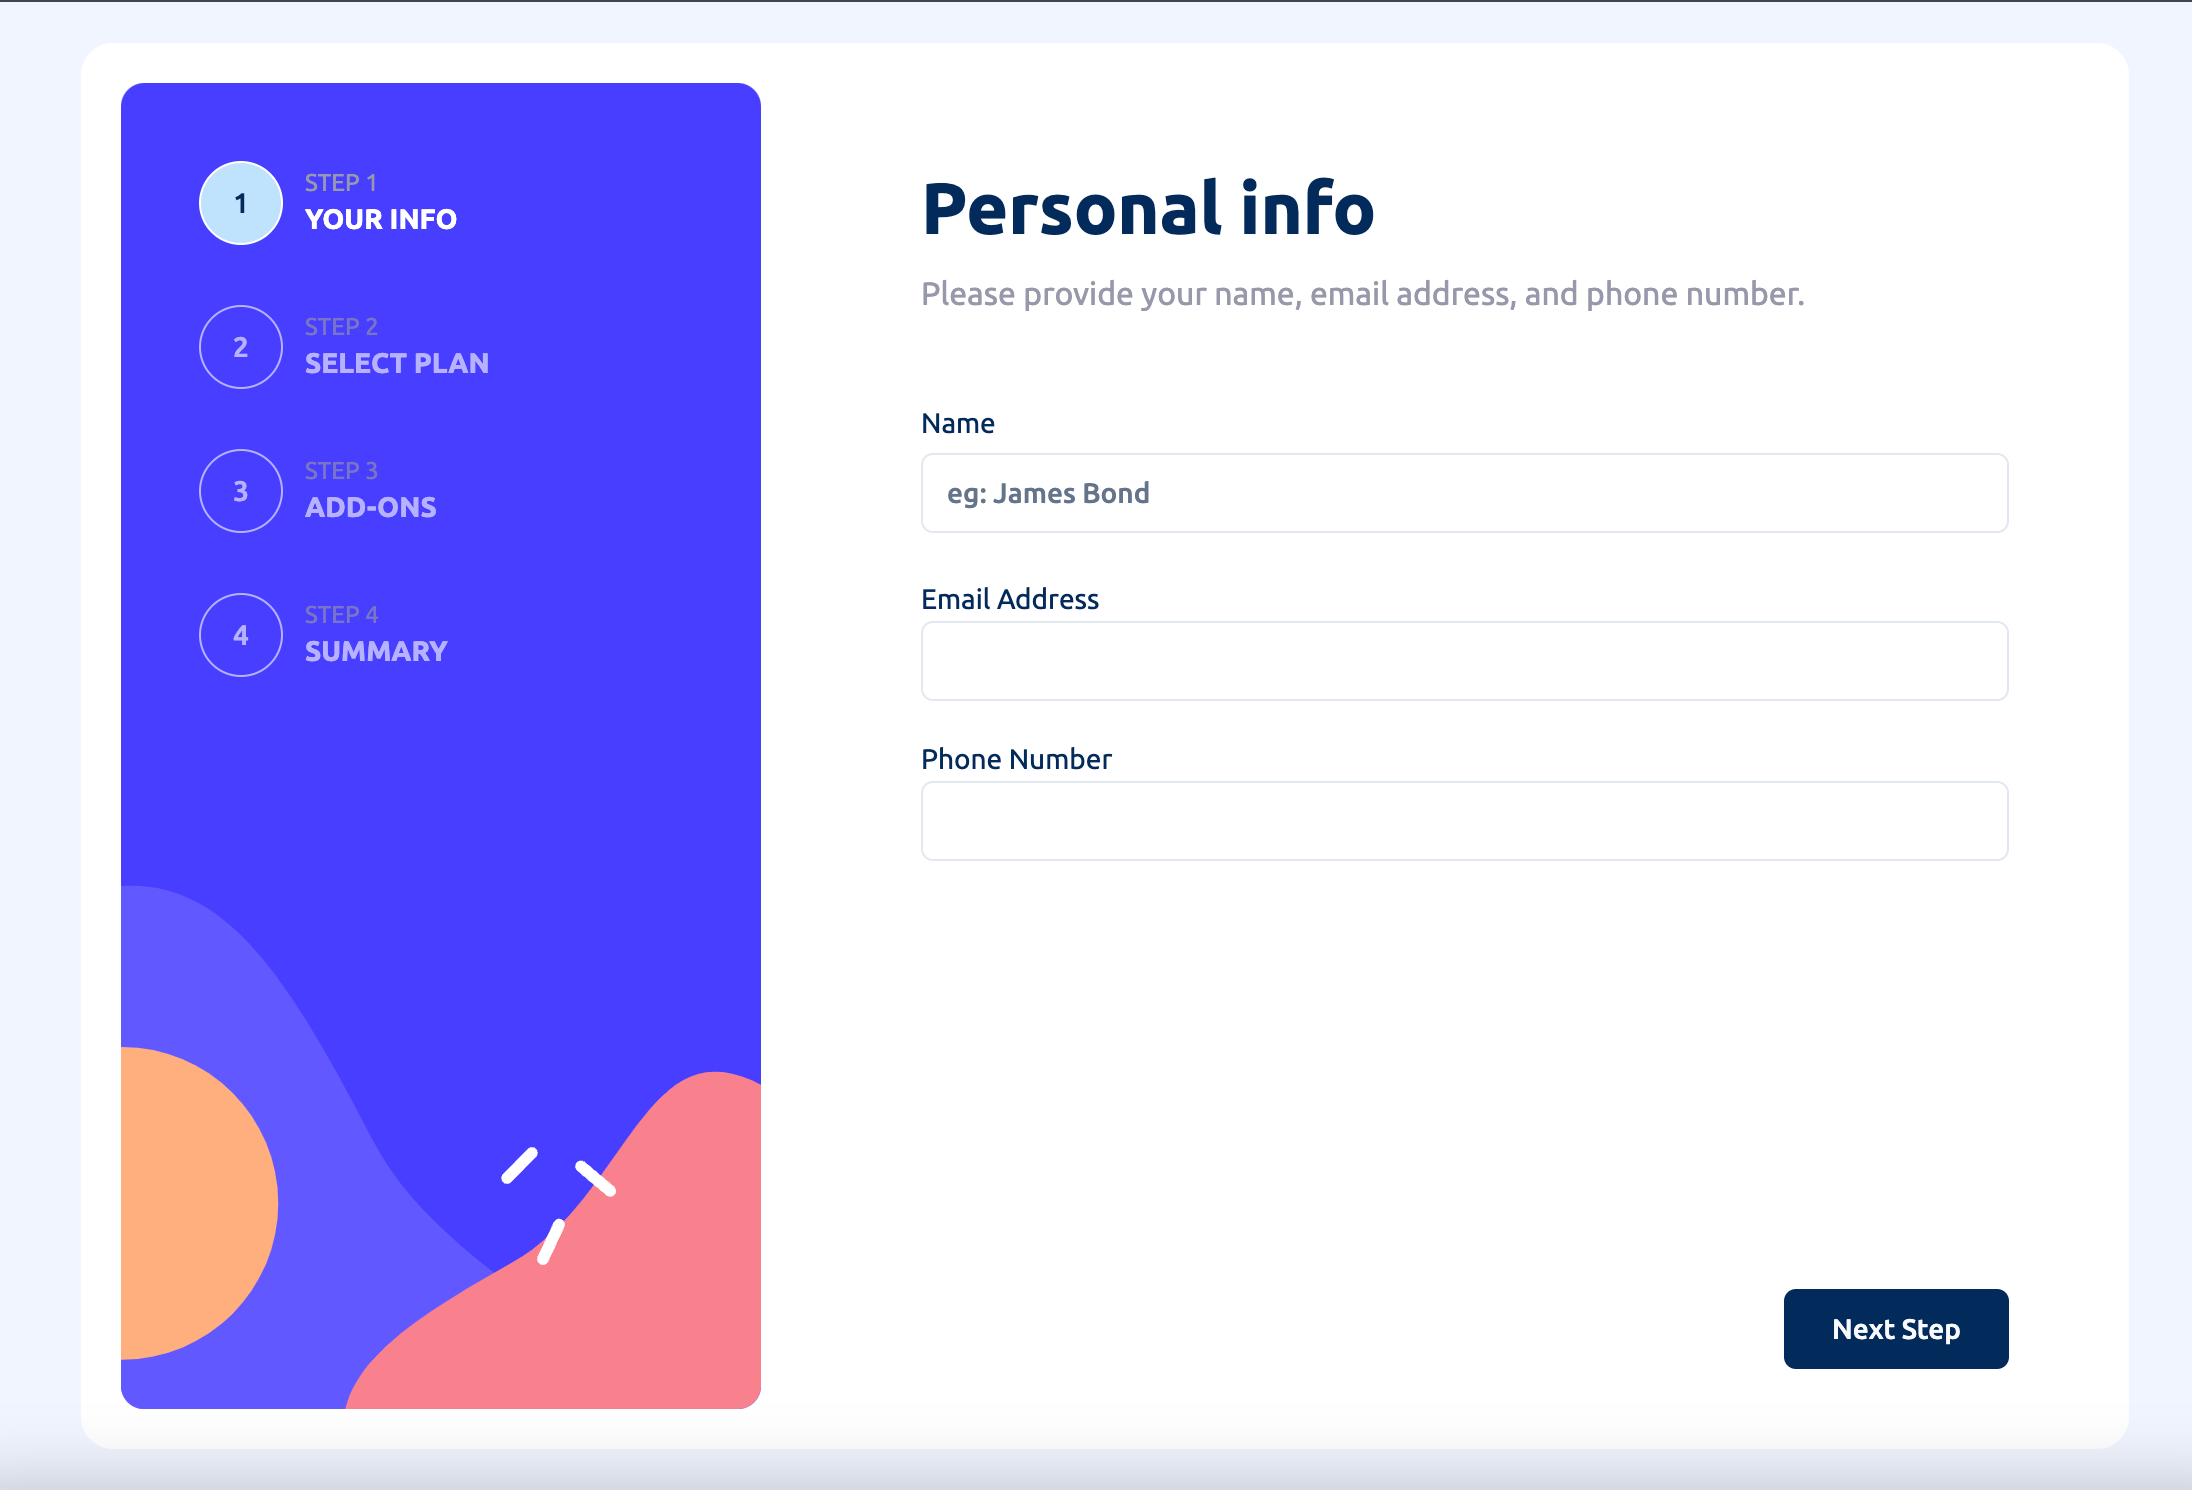 1
STEP 1
YOUR INFO
2
STEP 2
SELECT PLAN
3
STEP 3
ADD-ONS
4
STEP 4
SUMMARY
Personal info
Please provide your name, email address, and phone number.
Name
eg: James Bond
Email Address
Phone Number
Next Step